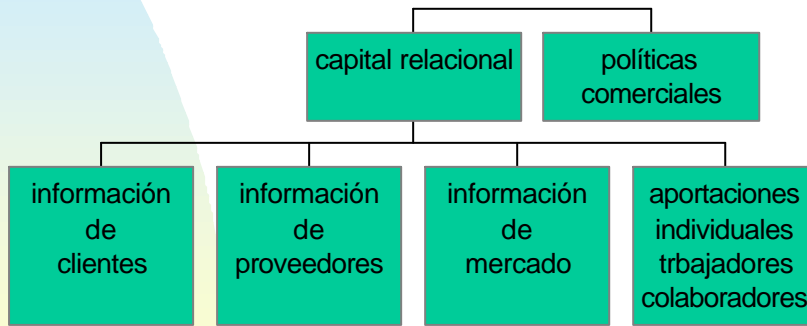 capital relacional
políticas
comerciales
información
de
clientes
información
de
proveedores
información
de
mercado
aportaciones
individuales
trbajadores
colaboradores